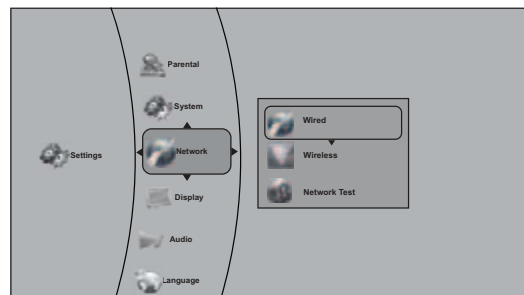 Settings
Parental
System
Network
Display
Audio
Language
Wired
Wireless
Network Test